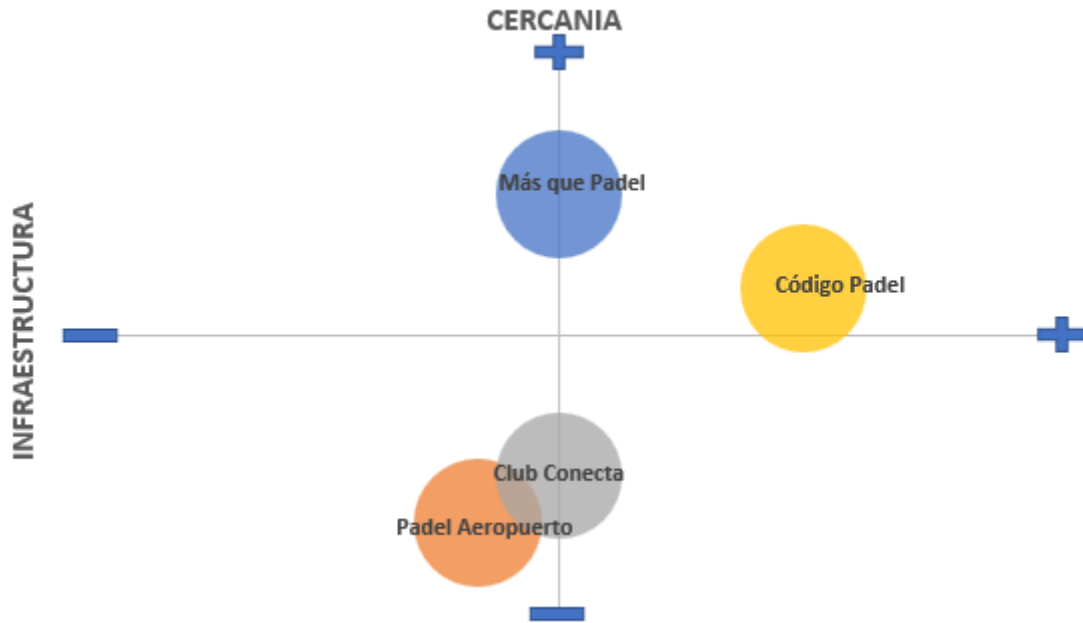 CERCANIA
Más que Padel
INFRAESTRUCTURA
Código Padel
Club Conecta
Padel Aeropuerto